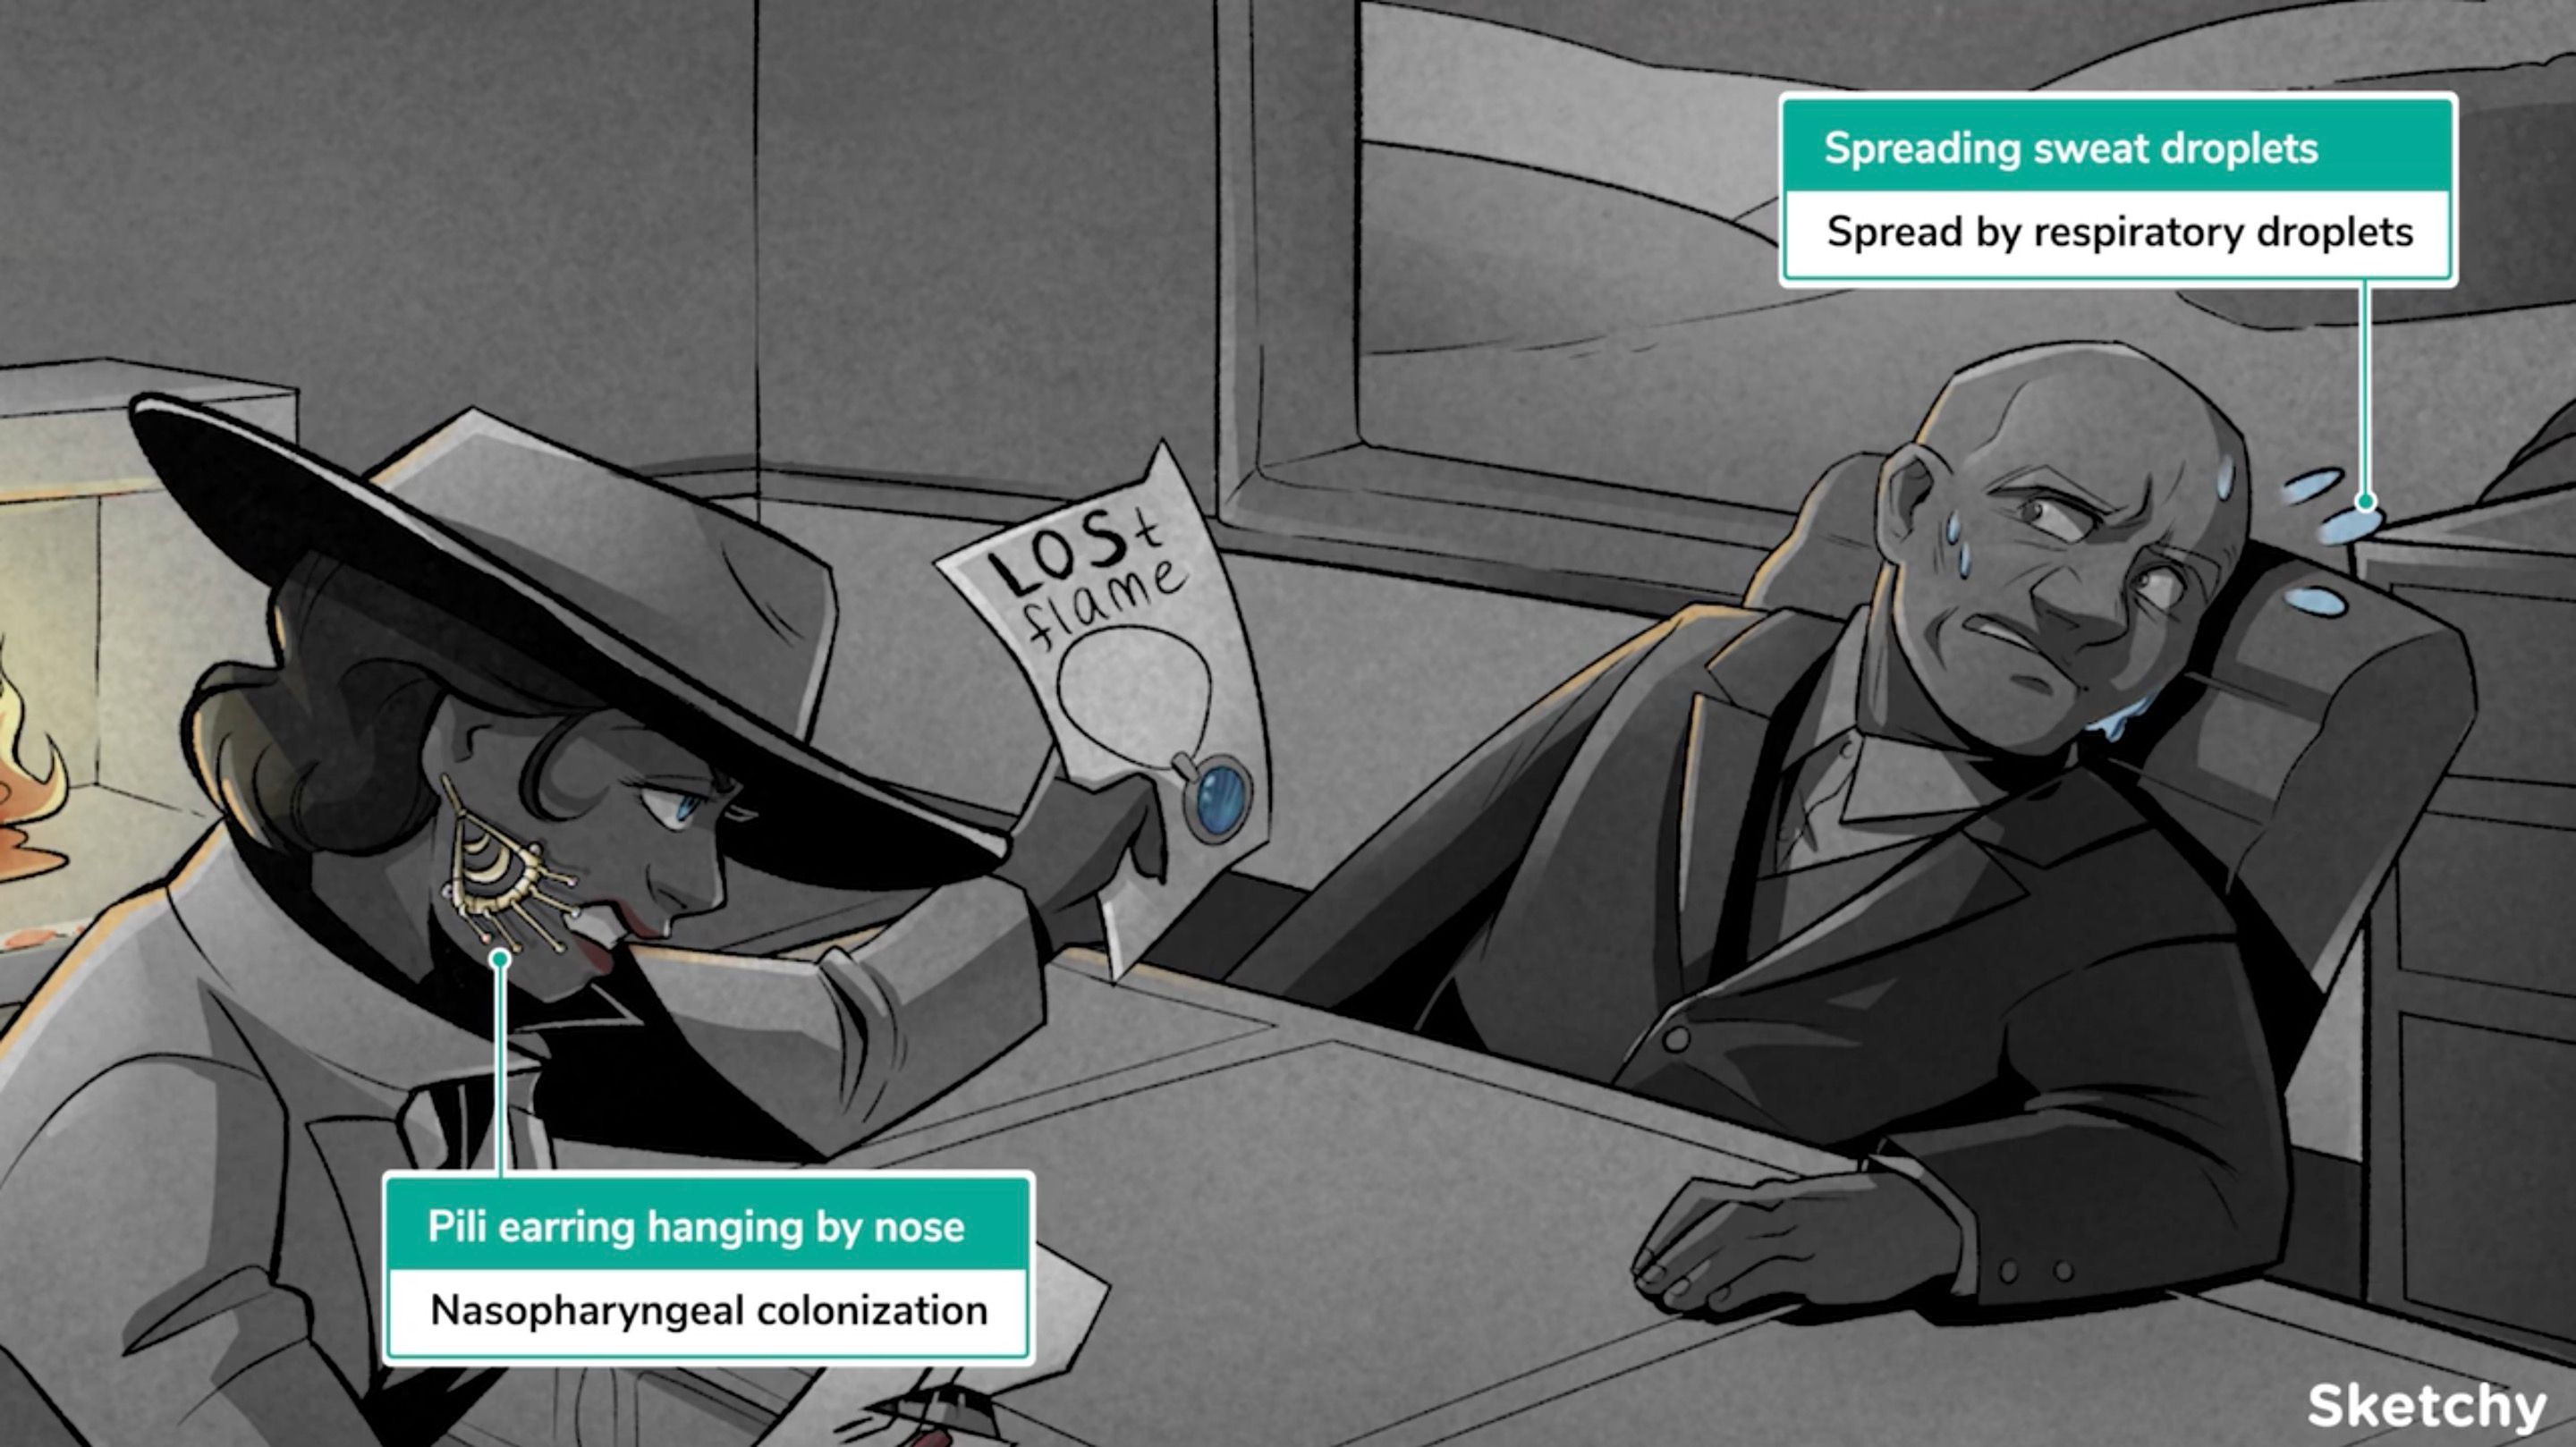 Spreading sweat droplets
Spread by respiratory droplets
LOSt
flame
Pili earring hanging by nose
Nasopharyngeal colonization
Sketchy